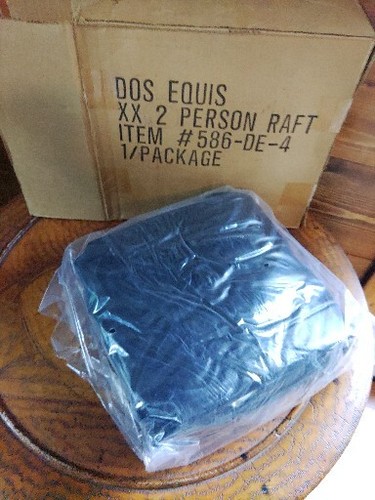 DOS EQUIS
XX 2 PERSON RAFT
ITEM #586-DE-4
1/PACKAGE